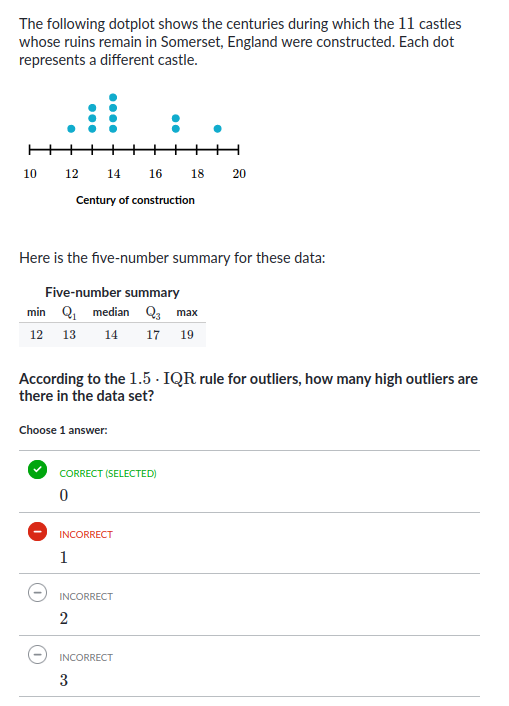 The following dotplot shows the centuries during which the 11 castles
whose ruins remain in Somerset, England were constructed. Each dot
represents a different castle.
10 12 14 16 18 20
Century of construction
Here is the five-number summary for these data:
Five-number summary
min Q₁ median Q₃ max
12 13 14 17 19
According to the 1.5 · IQR rule for outliers, how many high outliers are
there in the data set?
Choose 1 answer:
CORRECT (SELECTED)
0
INCORRECT
1
INCORRECT
2
INCORRECT
3